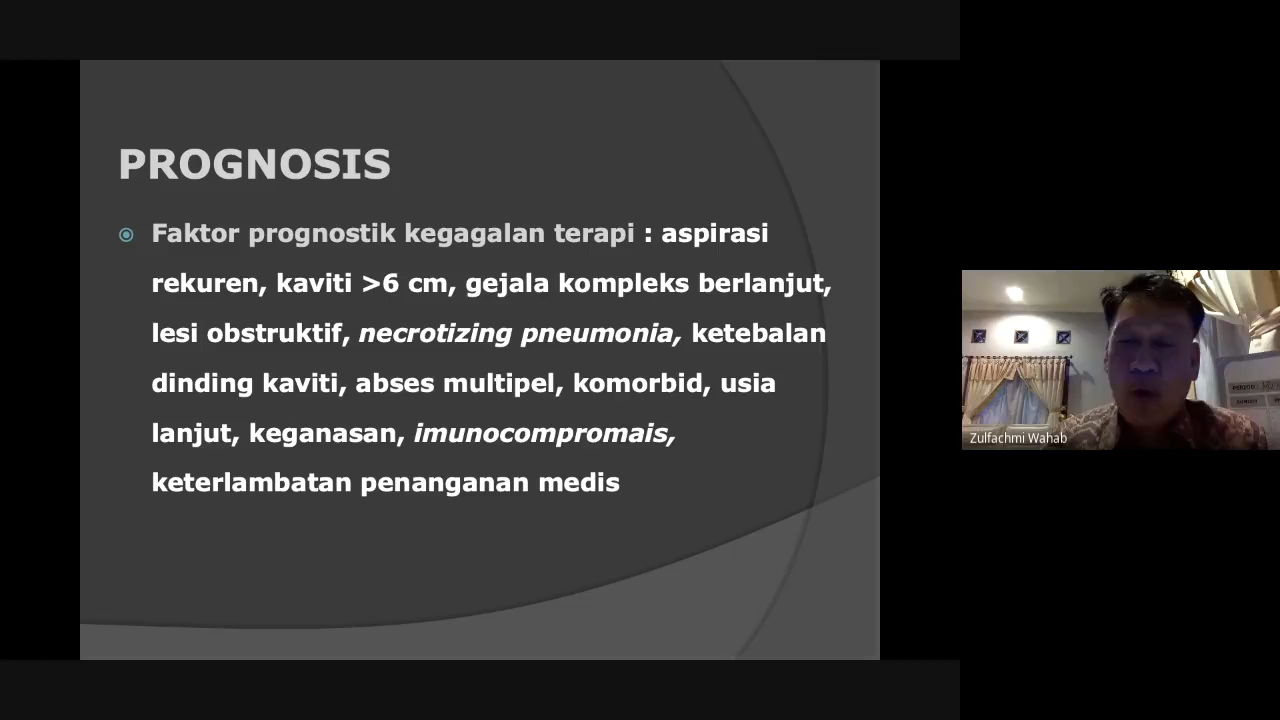 PROGNOSIS
Faktor prognostik kegagalan terapi : aspirasi
rekuren, kaviti >6 cm, gejala kompleks berlanjut,
lesi obstruktif, necrotizing pneumonia, ketebalan
dinding kaviti, abses multipel, komorbid, usia
lanjut, keganasan, imunocompromais,
keterlambatan penanganan medis
PERIOD
Zulfachmi Wahab